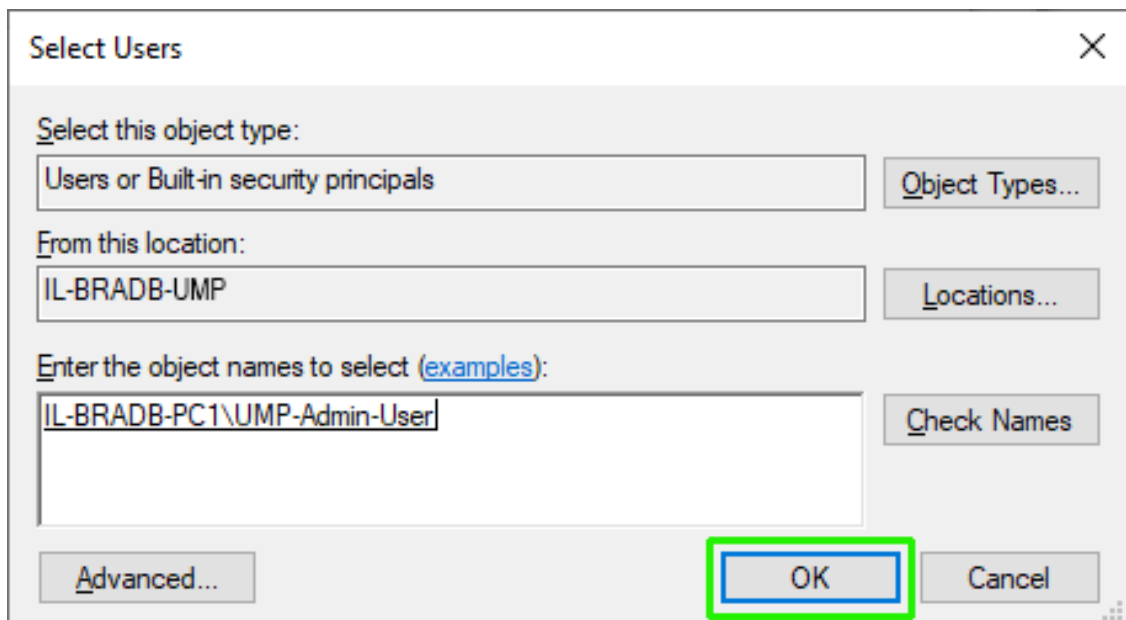 Select Users
Select this object type:
Users or Built-in security principals
Object Types...
From this location:
IL-BRADB-UMP
Locations...
Enter the object names to select (examples):
IL-BRADB-PC1\UMP-Admin-User
Check Names
Advanced...
OK
Cancel